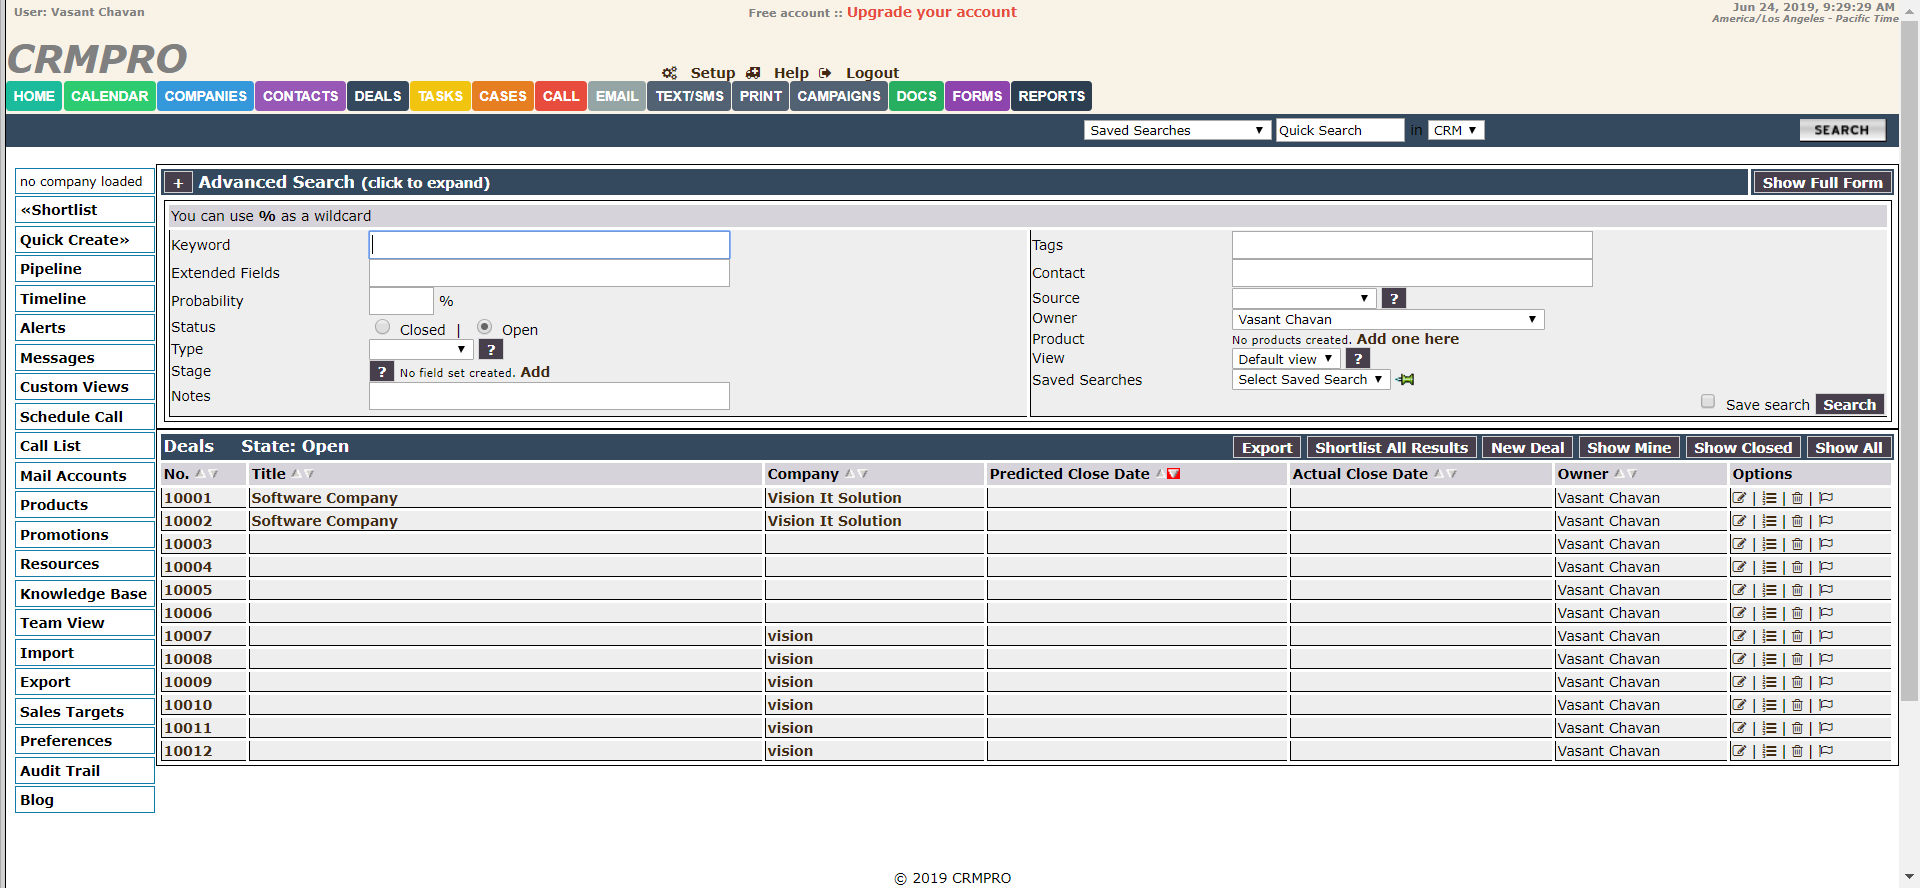 User: Vasant Chavan
Free account :: Upgrade your account
Jun 24, 2019, 9:29:29 AM
America/Los Angeles - Pacific Time
CRMPRO
Setup Help Logout
HOME CALENDAR COMPANIES CONTACTS DEALS TASKS CASES CALL EMAIL TEXT/SMS PRINT CAMPAIGNS DOCS FORMS REPORTS
Saved Searches Quick Search in CRM SEARCH
no company loaded
«Shortlist
Quick Create»
Pipeline
Timeline
Alerts
Messages
Custom Views
Schedule Call
Call List
Mail Accounts
Products
Promotions
Resources
Knowledge Base
Team View
Import
Export
Sales Targets
Preferences
Audit Trail
Blog
+ Advanced Search (click to expand) Show Full Form
You can use % as a wildcard
Keyword
Extended Fields
Probability %
Status Closed | Open
Type ?
Stage ? No field set created. Add
Notes
Tags
Contact
Source ?
Owner Vasant Chavan
Product No products created. Add one here
View Default view ?
Saved Searches Select Saved Search
Save search Search
Deals State: Open Export Shortlist All Results New Deal Show Mine Show Closed Show All
No. Title Company Predicted Close Date Actual Close Date Owner Options
10001 Software Company Vision It Solution Vasant Chavan | | |
10002 Software Company Vision It Solution Vasant Chavan | | |
10003 Vasant Chavan | | |
10004 Vasant Chavan | | |
10005 Vasant Chavan | | |
10006 Vasant Chavan | | |
10007 vision Vasant Chavan | | |
10008 vision Vasant Chavan | | |
10009 vision Vasant Chavan | | |
10010 vision Vasant Chavan | | |
10011 vision Vasant Chavan | | |
10012 vision Vasant Chavan | | |
© 2019 CRMPRO